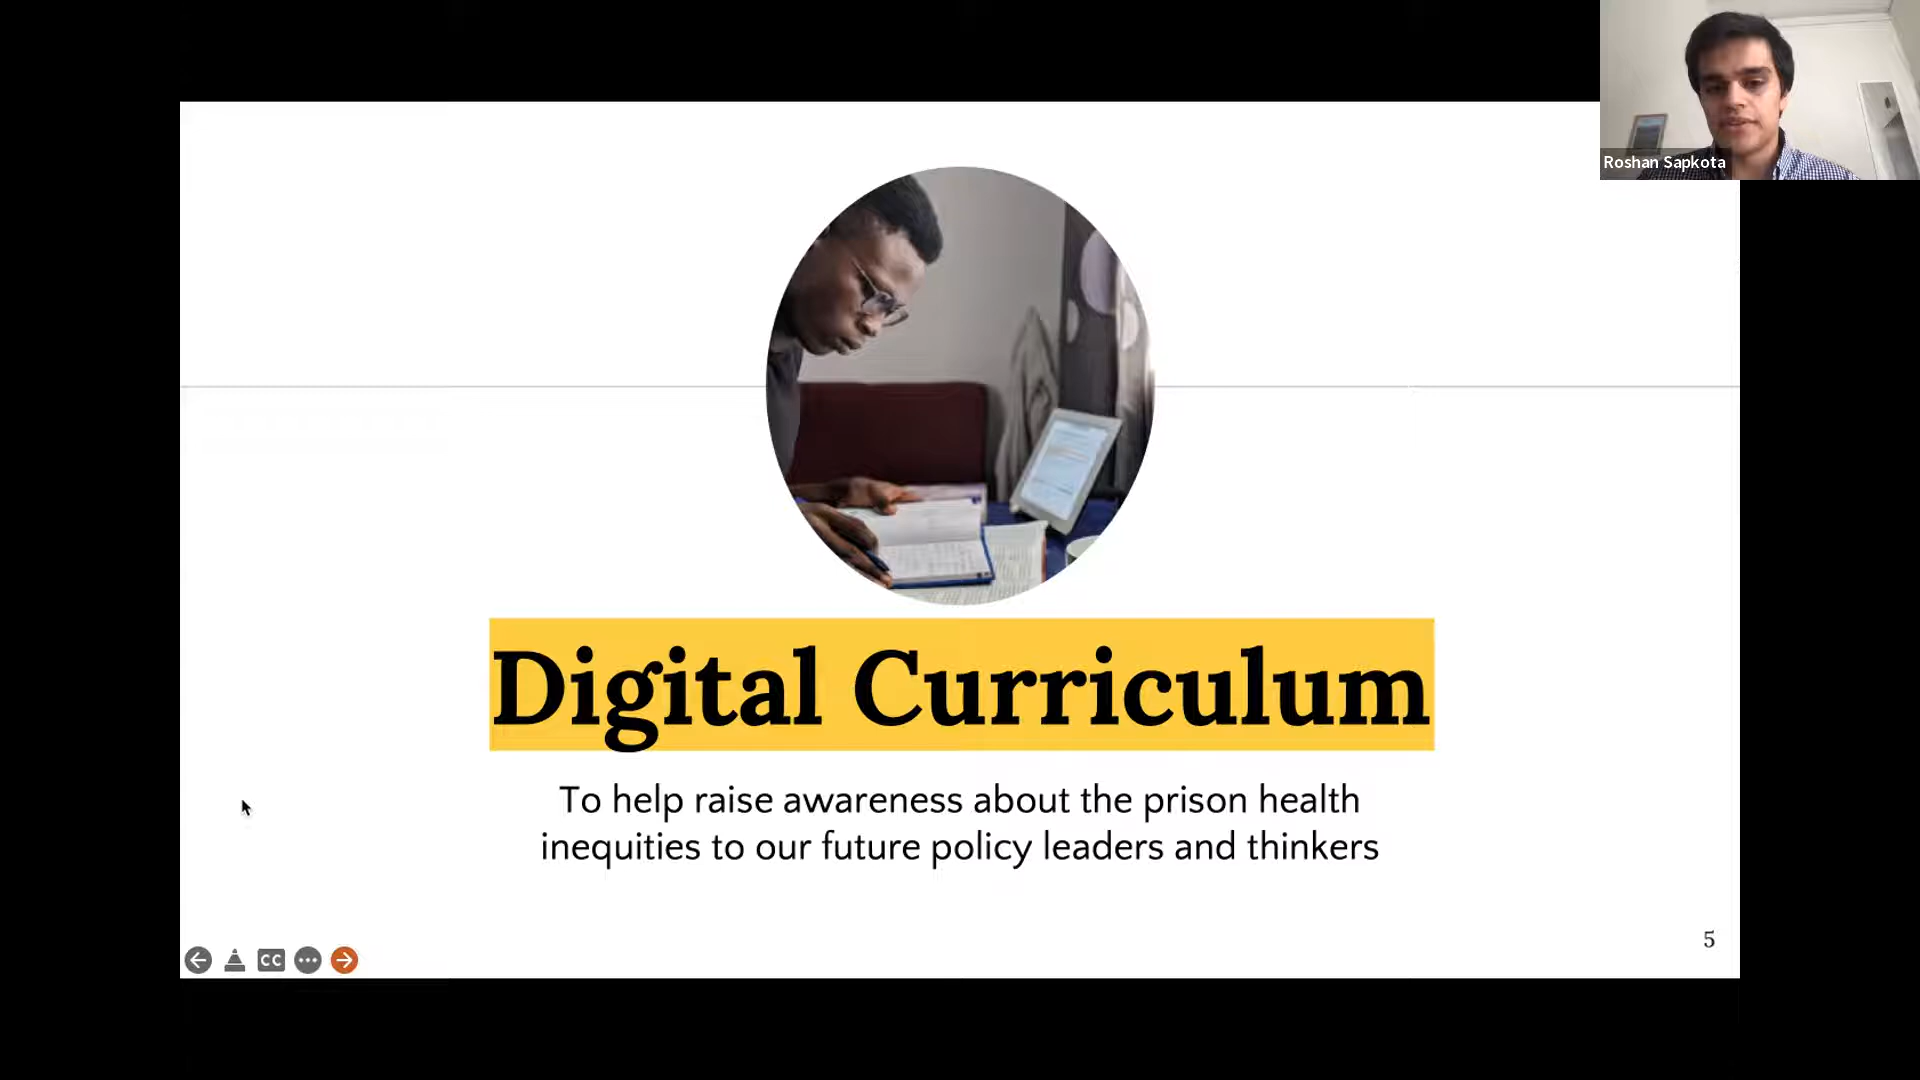 Roshan Sapkota
Digital Curriculum
To help raise awareness about the prison health
inequities to our future policy leaders and thinkers
CC
5